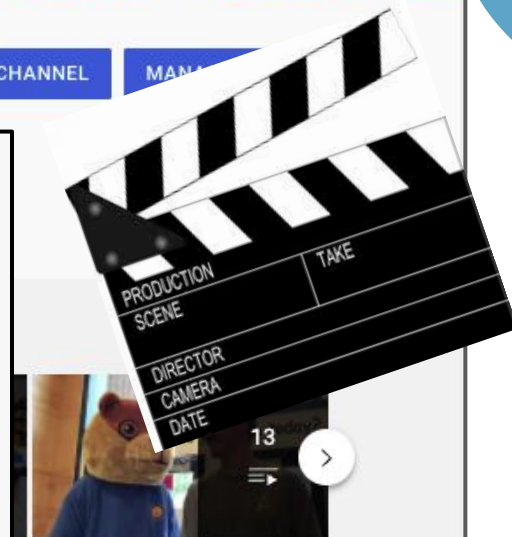 CHANNEL
PRODUCTION
TAKE
SCENE
DIRECTOR
CAMERA
DATE
13